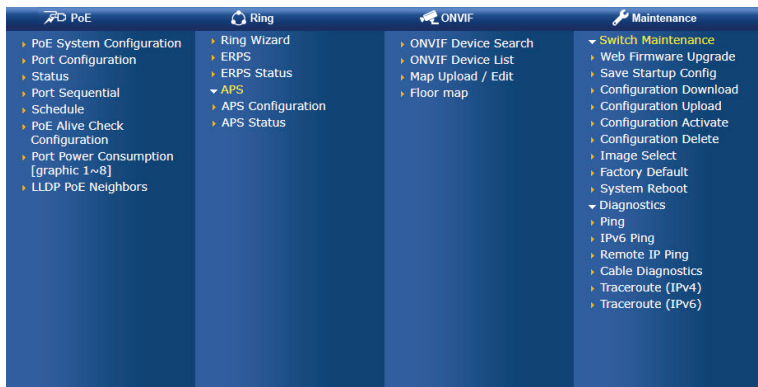 PoE
PoE System Configuration
Port Configuration
Status
Port Sequential
Schedule
PoE Alive Check
Configuration
Port Power Consumption
[graphic 1~8]
LLDP PoE Neighbors
Ring
Ring Wizard
ERPS
ERPS Status
APS
APS Configuration
APS Status
ONVIF
ONVIF Device Search
ONVIF Device List
Map Upload / Edit
Floor map
Maintenance
Switch Maintenance
Web Firmware Upgrade
Save Startup Config
Configuration Download
Configuration Upload
Configuration Activate
Configuration Delete
Image Select
Factory Default
System Reboot
Diagnostics
Ping
IPv6 Ping
Remote IP Ping
Cable Diagnostics
Traceroute (IPv4)
Traceroute (IPv6)